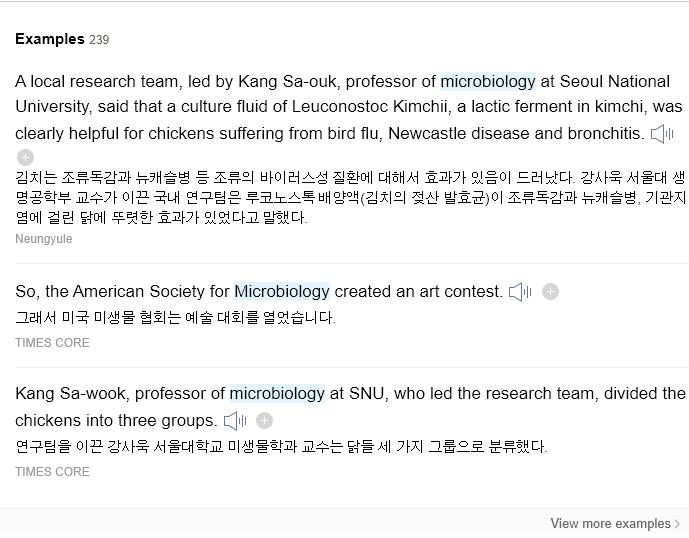 Examples 239
A local research team, led by Kang Sa-ouk, professor of microbiology at Seoul National
University, said that a culture fluid of Leuconostoc Kimchii, a lactic ferment in kimchi, was
clearly helpful for chickens suffering from bird flu, Newcastle disease and bronchitis.
김치는 조류독감과 뉴캐슬병 등 조류의 바이러스성 질환에 대해서 효과가 있음이 드러났다. 강사욱 서울대 생
명공학부 교수가 이끈 국내 연구팀은 루코노스톡 배양액(김치의 젖산 발효균)이 조류독감과 뉴캐슬병, 기관지
염에 걸린 닭에 뚜렷한 효과가 있었다고 말했다.
Neungyule
So, the American Society for Microbiology created an art contest.
그래서 미국 미생물 협회는 예술 대회를 열었습니다.
TIMES CORE
Kang Sa-wook, professor of microbiology at SNU, who led the research team, divided the
chickens into three groups.
연구팀을 이끈 강사욱 서울대학교 미생물학과 교수는 닭들 세 가지 그룹으로 분류했다.
TIMES CORE
View more examples